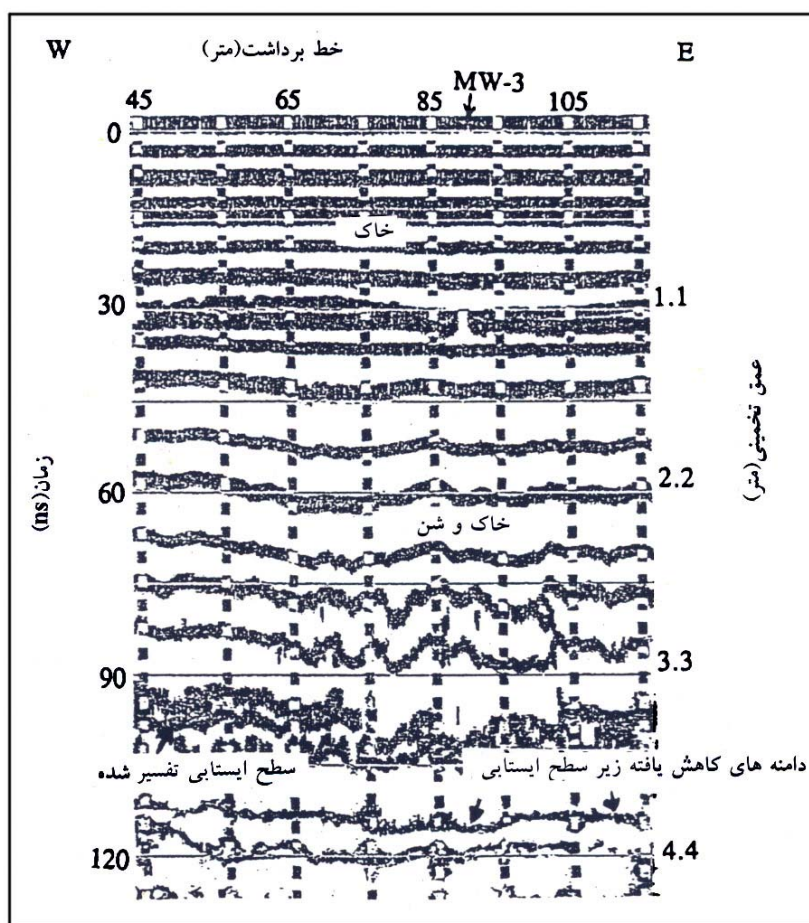 W
خط برداشت(متر)
E
MW-3
45 65 85 105
0
خاک
30
1.1
زمان(ns)
عمق تخمینی(متر)
60
2.2
خاک و شن
90
3.3
سطح ایستابی تفسیر شده
دامنه های کاهش یافته زیر سطح ایستابی
120
4.4